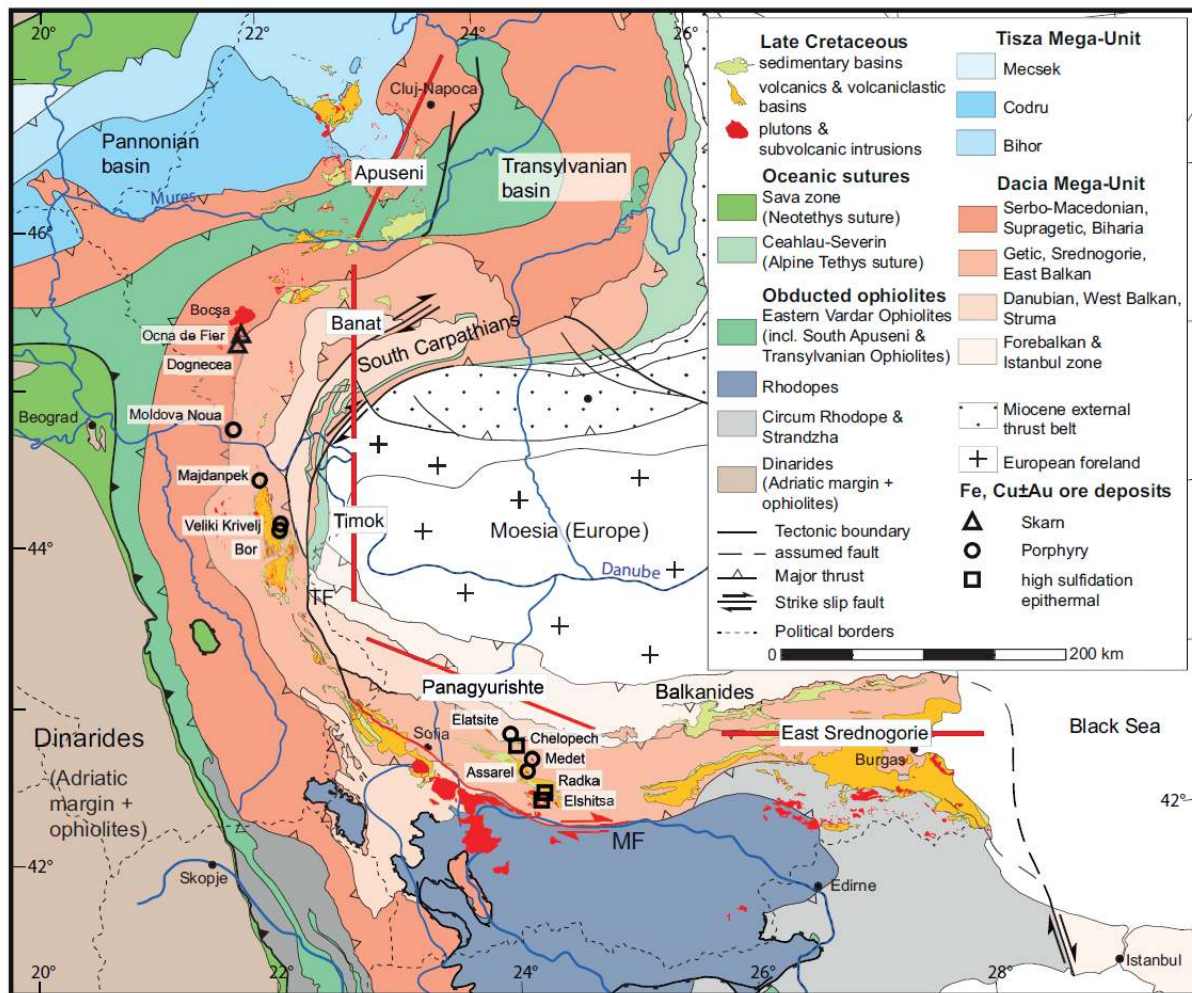 20°
22°
24°
26°
Cluj-Napoca
Pannonian
basin
Apuseni
Transylvanian
basin
Mures
46°
Bocşa
Ocna de Fier
Dognecea
Banat
South Carpathians
Beograd
Moldova Noua
Majdanpek
Veliki Krivelj
Bor
Timok
Moesia (Europe)
Danube
44°
TF
Panagyurishte
Balkanides
Elatsite
Chelopech
Sofia
Medet
Assarel
Radka
Elshitsa
East Srednogorie
Burgas
Black Sea
Dinarides
(Adriatic
margin +
ophiolites)
MF
42°
42°
Skopje
Edirne
Istanbul
20°
22°
24°
26°
28°
Late Cretaceous
sedimentary basins
volcanics & volcaniclastic
basins
plutons &
subvolcanic intrusions
Oceanic sutures
Sava zone
(Neotethys suture)
Ceahlau-Severin
(Alpine Tethys suture)
Obducted ophiolites
Eastern Vardar Ophiolites
(incl. South Apuseni &
Transylvanian Ophiolites)
Rhodopes
Circum Rhodope &
Strandzha
Dinarides
(Adriatic margin +
ophiolites)
Tectonic boundary
assumed fault
Major thrust
Strike slip fault
Political borders
Tisza Mega-Unit
Mecsek
Codru
Bihor
Dacia Mega-Unit
Serbo-Macedonian,
Supragetic, Biharia
Getic, Srednogorie,
East Balkan
Danubian, West Balkan,
Struma
Forebalkan &
Istanbul zone
Miocene external
thrust belt
European foreland
Fe, Cu±Au ore deposits
Skarn
Porphyry
high sulfidation
epithermal
0
200 km